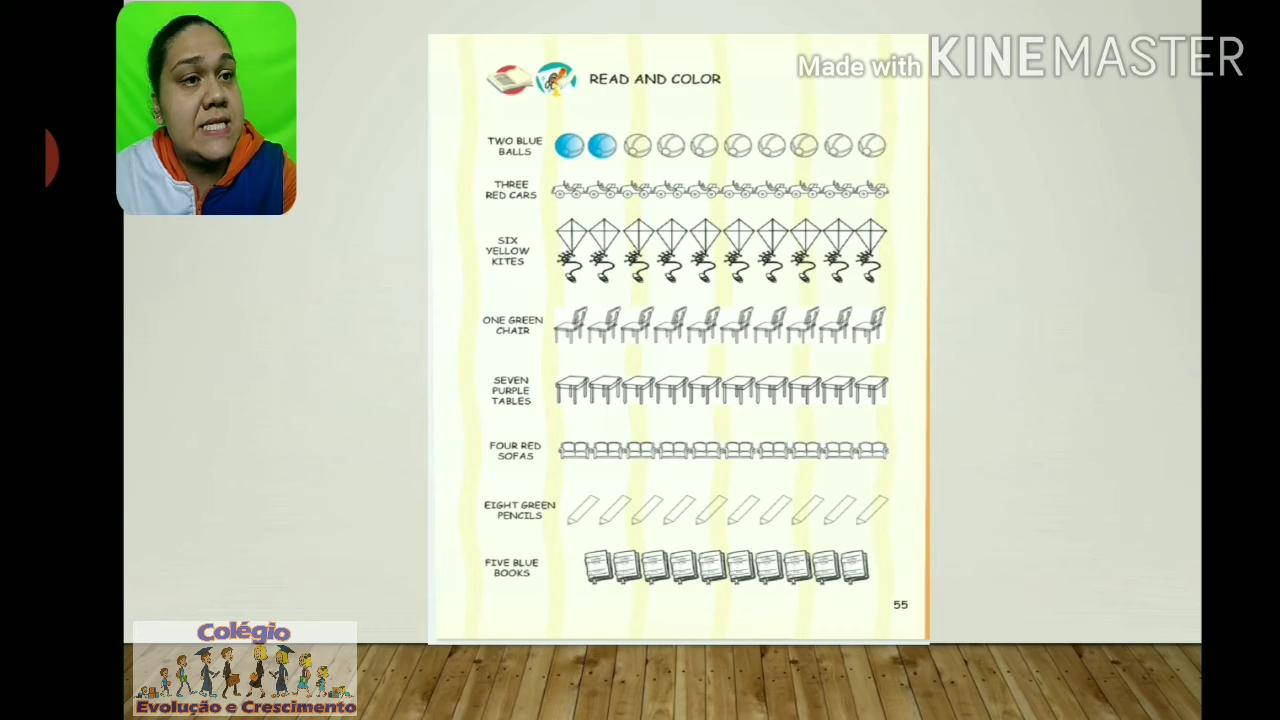 Made with KINEMASTER
READ AND COLOR
TWO BLUE
BALLS
THREE
RED CARS
SIX
YELLOW
KITES
ONE GREEN
CHAIR
SEVEN
PURPLE
TABLES
FOUR RED
SOFAS
EIGHT GREEN
PENCILS
FIVE BLUE
BOOKS
55
Colégio
Evolução e Crescimento